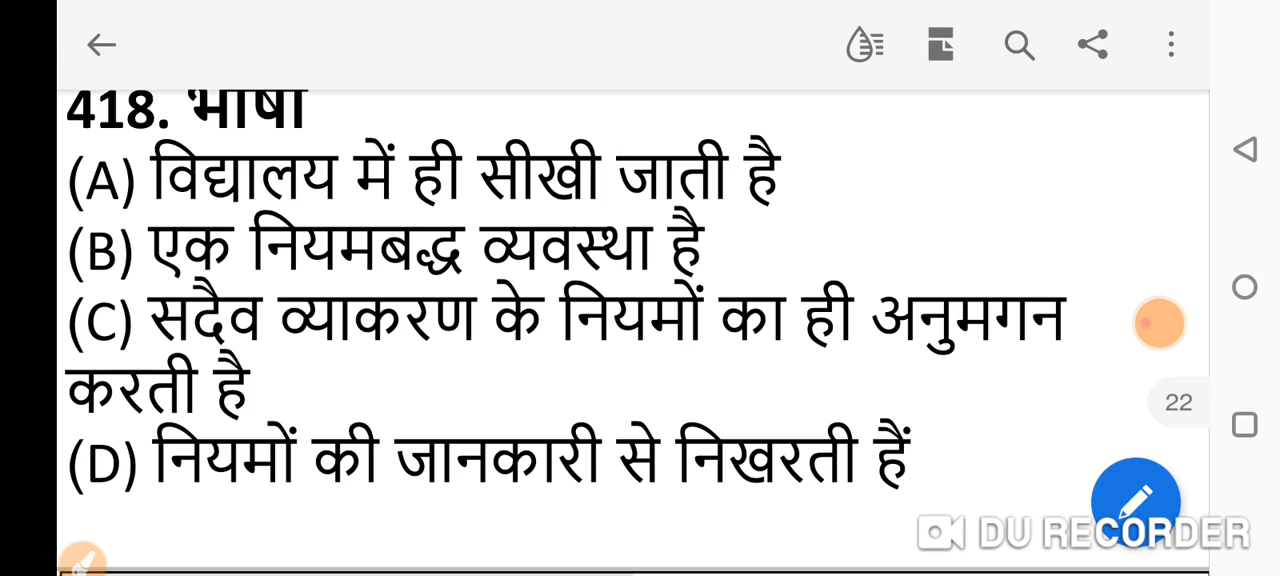 418. भाषा
(A) विद्यालय में ही सीखी जाती है
(B) एक नियमबद्ध व्यवस्था है
(C) सदैव व्याकरण के नियमों का ही अनुमगन
करती है
22
(D) नियमों की जानकारी से निखरती हैं
DU RECORDER